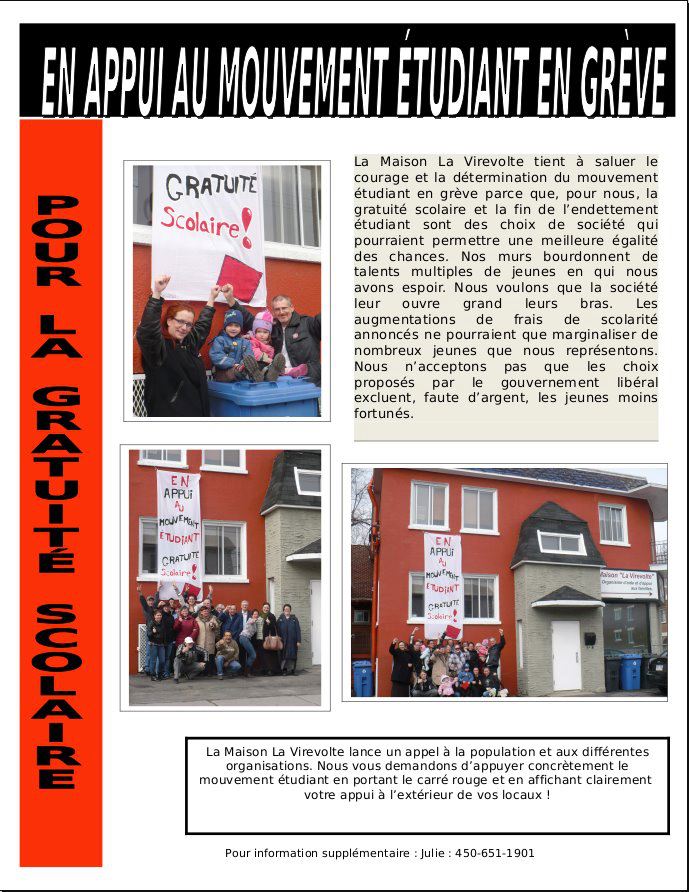 EN APPUI AU MOUVEMENT ÉTUDIANT EN GRÈVE
POUR LA GRATUITÉ SCOLAIRE
GRATUITÉ
Scolaire!
La Maison La Virevolte tient à saluer le
courage et la détermination du mouvement
étudiant en grève parce que, pour nous, la
gratuité scolaire et la fin de l'endettement
étudiant sont des choix de société qui
pourraient permettre une meilleure égalité
des chances. Nos murs bourdonnent de
talents multiples de jeunes en qui nous
avons espoir. Nous voulons que la société
leur ouvre grand leurs bras. Les
augmentations de frais de scolarité
annoncés ne pourraient que marginaliser de
nombreux jeunes que nous représentons.
Nous n'acceptons pas que les choix
proposés par le gouvernement libéral
excluent, faute d'argent, les jeunes moins
fortunés.
EN
APPUI
AU
MOUVEMENT
ETUDIANT
GRATUITÉ
Scolaire!
EN
APPUI
AU
MOUVEMENT
ETUDIANT
GRATUITÉ
Scolaire!
Maison "La Virevolte"
Organisme d'aide et d'appui
aux familles
La Maison La Virevolte lance un appel à la population et aux différentes
organisations. Nous vous demandons d'appuyer concrètement le
mouvement étudiant en portant le carré rouge et en affichant clairement
votre appui à l'extérieur de vos locaux !
Pour information supplémentaire : Julie : 450-651-1901